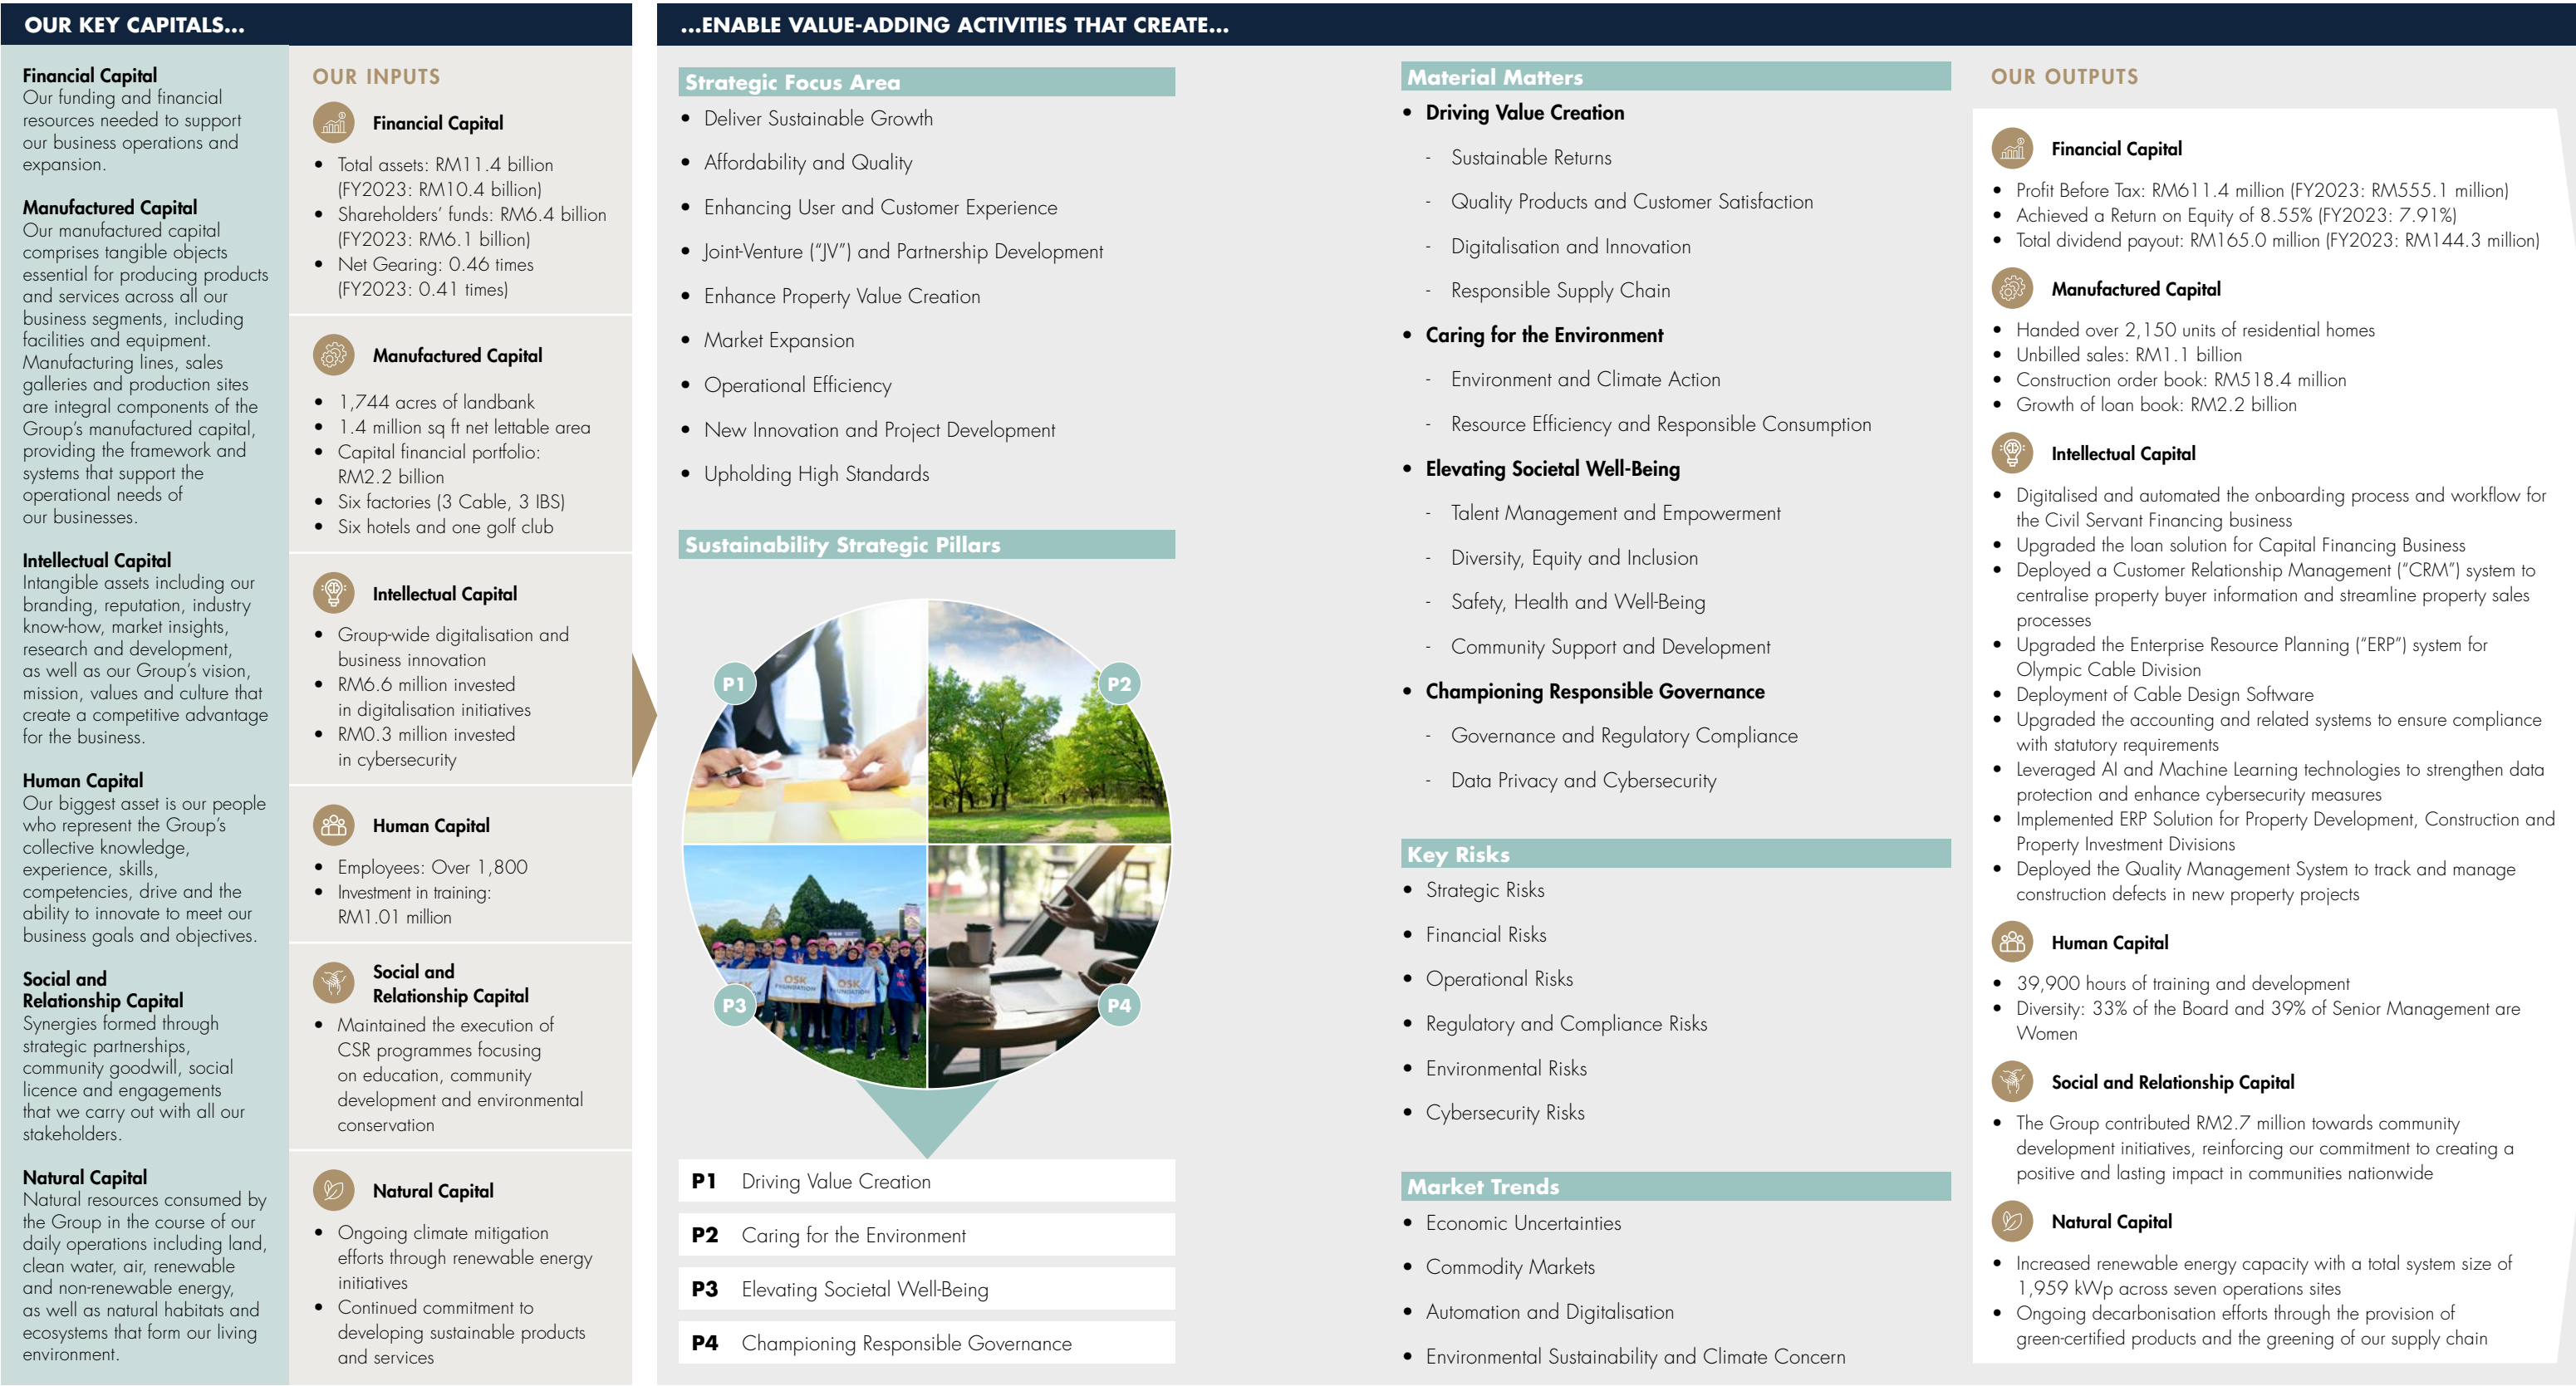 OUR KEY CAPITALS...
Financial Capital
Our funding and financial
resources needed to support
our business operations and
expansion.
Manufactured Capital
Our manufactured capital
comprises tangible objects
essential for producing products
and services across all our
business segments, including
facilities and equipment.
Manufacturing lines, sales
galleries and production sites
are integral components of the
Group's manufactured capital,
providing the framework and
systems that support the
operational needs of
our businesses.
Intellectual Capital
Intangible assets including our
branding, reputation, industry
know-how, market insights,
research and development,
as well as our Group's vision,
mission, values and culture that
create a competitive advantage
for the business.
Human Capital
Our biggest asset is our people
who represent the Group's
collective knowledge,
experience, skills,
competencies, drive and the
ability to innovate to meet our
business goals and objectives.
Social and
Relationship Capital
Synergies formed through
strategic partnerships,
community goodwill, social
licence and engagements
that we carry out with all our
stakeholders.
Natural Capital
Natural resources consumed by
the Group in the course of our
daily operations including land,
clean water, air, renewable
and non-renewable energy,
as well as natural habitats and
ecosystems that form our living
environment.
OUR INPUTS
Financial Capital
• Total assets: RM11.4 billion
(FY2023: RM10.4 billion)
• Shareholders' funds: RM6.4 billion
(FY2023: RM6.1 billion)
• Net Gearing: 0.46 times
(FY2023: 0.41 times)
Manufactured Capital
• 1,744 acres of landbank
• 1.4 million sq ft net lettable area
• Capital financial portfolio:
RM2.2 billion
• Six factories (3 Cable, 3 IBS)
• Six hotels and one golf club
Intellectual Capital
• Group-wide digitalisation and
business innovation
• RM6.6 million invested
in digitalisation initiatives
• RM0.3 million invested
in cybersecurity
Human Capital
• Employees: Over 1,800
• Investment in training:
RM1.01 million
Social and
Relationship Capital
• Maintained the execution of
CSR programmes focusing
on education, community
development and environmental
conservation
Natural Capital
• Ongoing climate mitigation
efforts through renewable energy
initiatives
• Continued commitment to
developing sustainable products
and services
...ENABLE VALUE-ADDING ACTIVITIES THAT CREATE...
Strategic Focus Area
• Deliver Sustainable Growth
• Affordability and Quality
• Enhancing User and Customer Experience
• Joint-Venture ("JV") and Partnership Development
• Enhance Property Value Creation
• Market Expansion
• Operational Efficiency
• New Innovation and Project Development
• Upholding High Standards
Sustainability Strategic Pillars
P1
P2
OSK
FOUNDATION
OSK
FOUNDATION
P3
P4
P1 Driving Value Creation
P2 Caring for the Environment
P3 Elevating Societal Well-Being
P4 Championing Responsible Governance
Material Matters
• Driving Value Creation
- Sustainable Returns
- Quality Products and Customer Satisfaction
- Digitalisation and Innovation
- Responsible Supply Chain
• Caring for the Environment
- Environment and Climate Action
- Resource Efficiency and Responsible Consumption
• Elevating Societal Well-Being
- Talent Management and Empowerment
- Diversity, Equity and Inclusion
- Safety, Health and Well-Being
- Community Support and Development
• Championing Responsible Governance
- Governance and Regulatory Compliance
- Data Privacy and Cybersecurity
Key Risks
• Strategic Risks
• Financial Risks
• Operational Risks
• Regulatory and Compliance Risks
• Environmental Risks
• Cybersecurity Risks
Market Trends
• Economic Uncertainties
• Commodity Markets
• Automation and Digitalisation
• Environmental Sustainability and Climate Concern
OUR OUTPUTS
Financial Capital
• Profit Before Tax: RM611.4 million (FY2023: RM555.1 million)
• Achieved a Return on Equity of 8.55% (FY2023: 7.91%)
• Total dividend payout: RM165.0 million (FY2023: RM144.3 million)
Manufactured Capital
• Handed over 2,150 units of residential homes
• Unbilled sales: RM1.1 billion
• Construction order book: RM518.4 million
• Growth of loan book: RM2.2 billion
Intellectual Capital
• Digitalised and automated the onboarding process and workflow for
the Civil Servant Financing business
• Upgraded the loan solution for Capital Financing Business
• Deployed a Customer Relationship Management ("CRM") system to
centralise property buyer information and streamline property sales
processes
• Upgraded the Enterprise Resource Planning ("ERP") system for
Olympic Cable Division
• Deployment of Cable Design Software
• Upgraded the accounting and related systems to ensure compliance
with statutory requirements
• Leveraged AI and Machine Learning technologies to strengthen data
protection and enhance cybersecurity measures
• Implemented ERP Solution for Property Development, Construction and
Property Investment Divisions
• Deployed the Quality Management System to track and manage
construction defects in new property projects
Human Capital
• 39,900 hours of training and development
• Diversity: 33% of the Board and 39% of Senior Management are
Women
Social and Relationship Capital
• The Group contributed RM2.7 million towards community
development initiatives, reinforcing our commitment to creating a
positive and lasting impact in communities nationwide
Natural Capital
• Increased renewable energy capacity with a total system size of
1,959 kWp across seven operations sites
• Ongoing decarbonisation efforts through the provision of
green-certified products and the greening of our supply chain